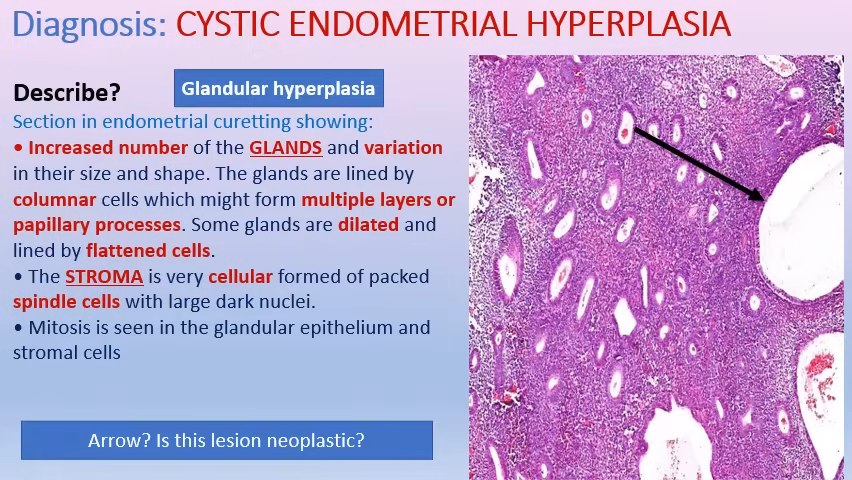 Diagnosis: CYSTIC ENDOMETRIAL HYPERPLASIA
Describe?
Glandular hyperplasia
Section in endometrial curetting showing:
• Increased number of the GLANDS and variation
in their size and shape. The glands are lined by
columnar cells which might form multiple layers or
papillary processes. Some glands are dilated and
lined by flattened cells.
• The STROMA is very cellular formed of packed
spindle cells with large dark nuclei.
• Mitosis is seen in the glandular epithelium and
stromal cells
Arrow? Is this lesion neoplastic?